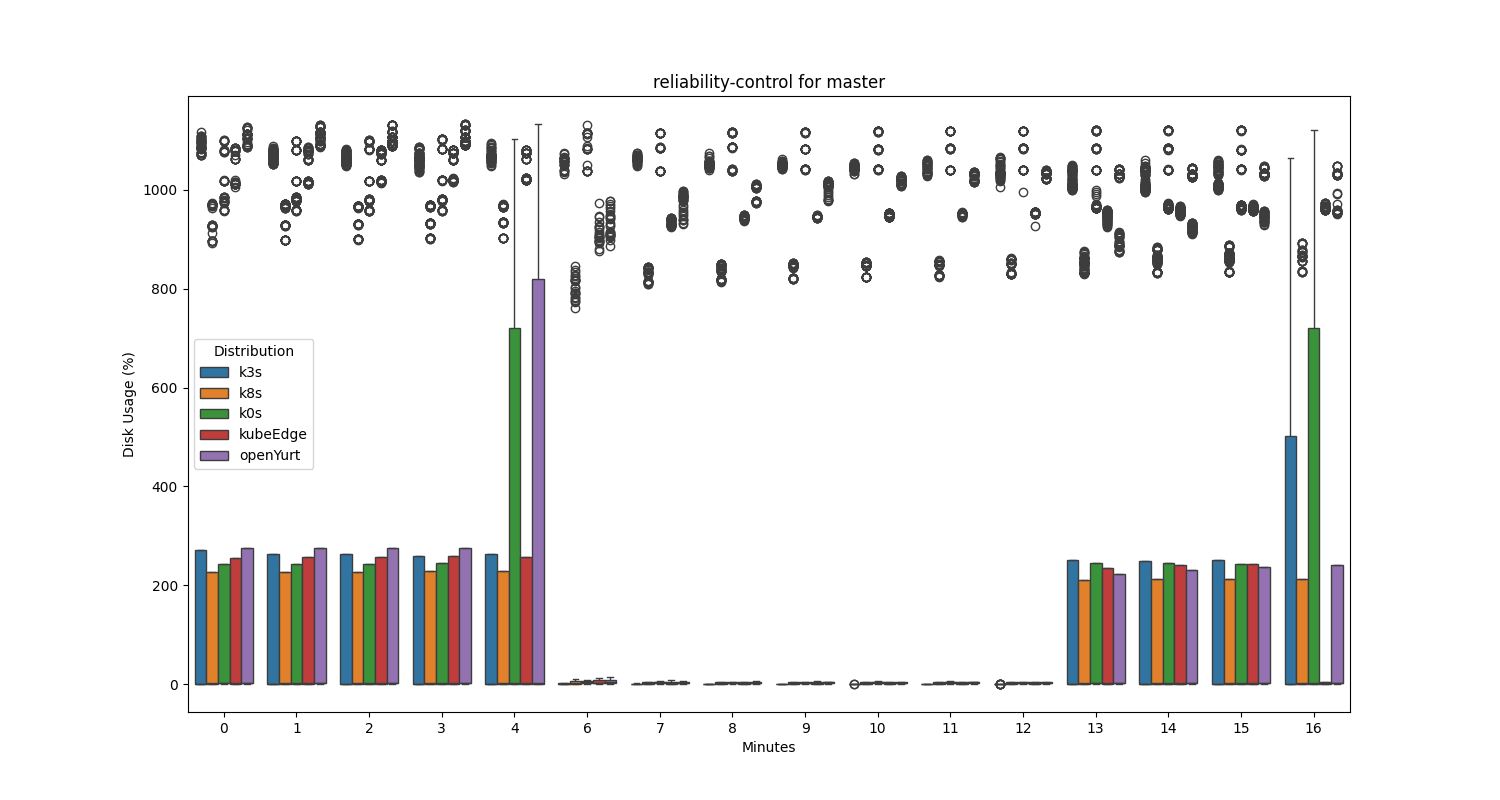 reliability-control for master
Disk Usage (%)
1000
800
600
400
200
0
Distribution
k3s
k8s
k0s
kubeEdge
openYurt
0 1 2 3 4 6 7 8 9 10 11 12 13 14 15 16
Minutes